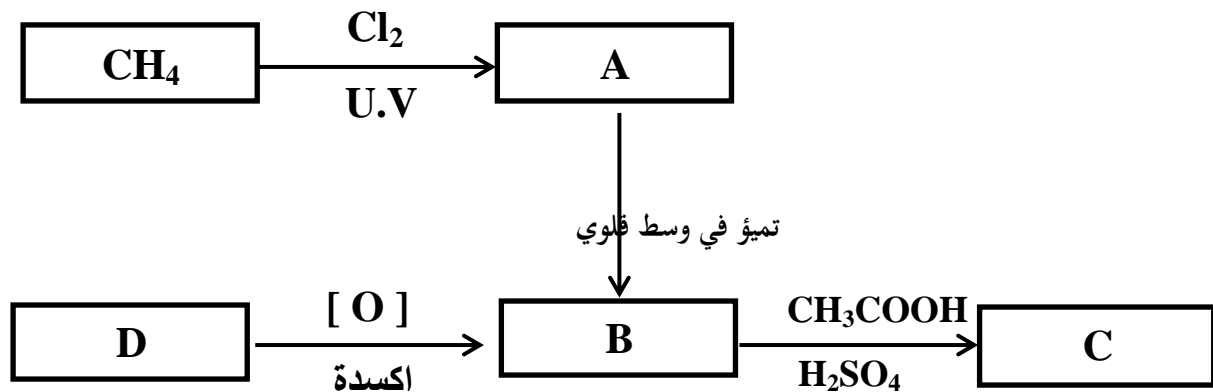 Cl₂
CH₄
A
U.V
تميؤ في وسط قلوي
[ O ]
CH₃COOH
D
B
C
اكسدة
H₂SO₄